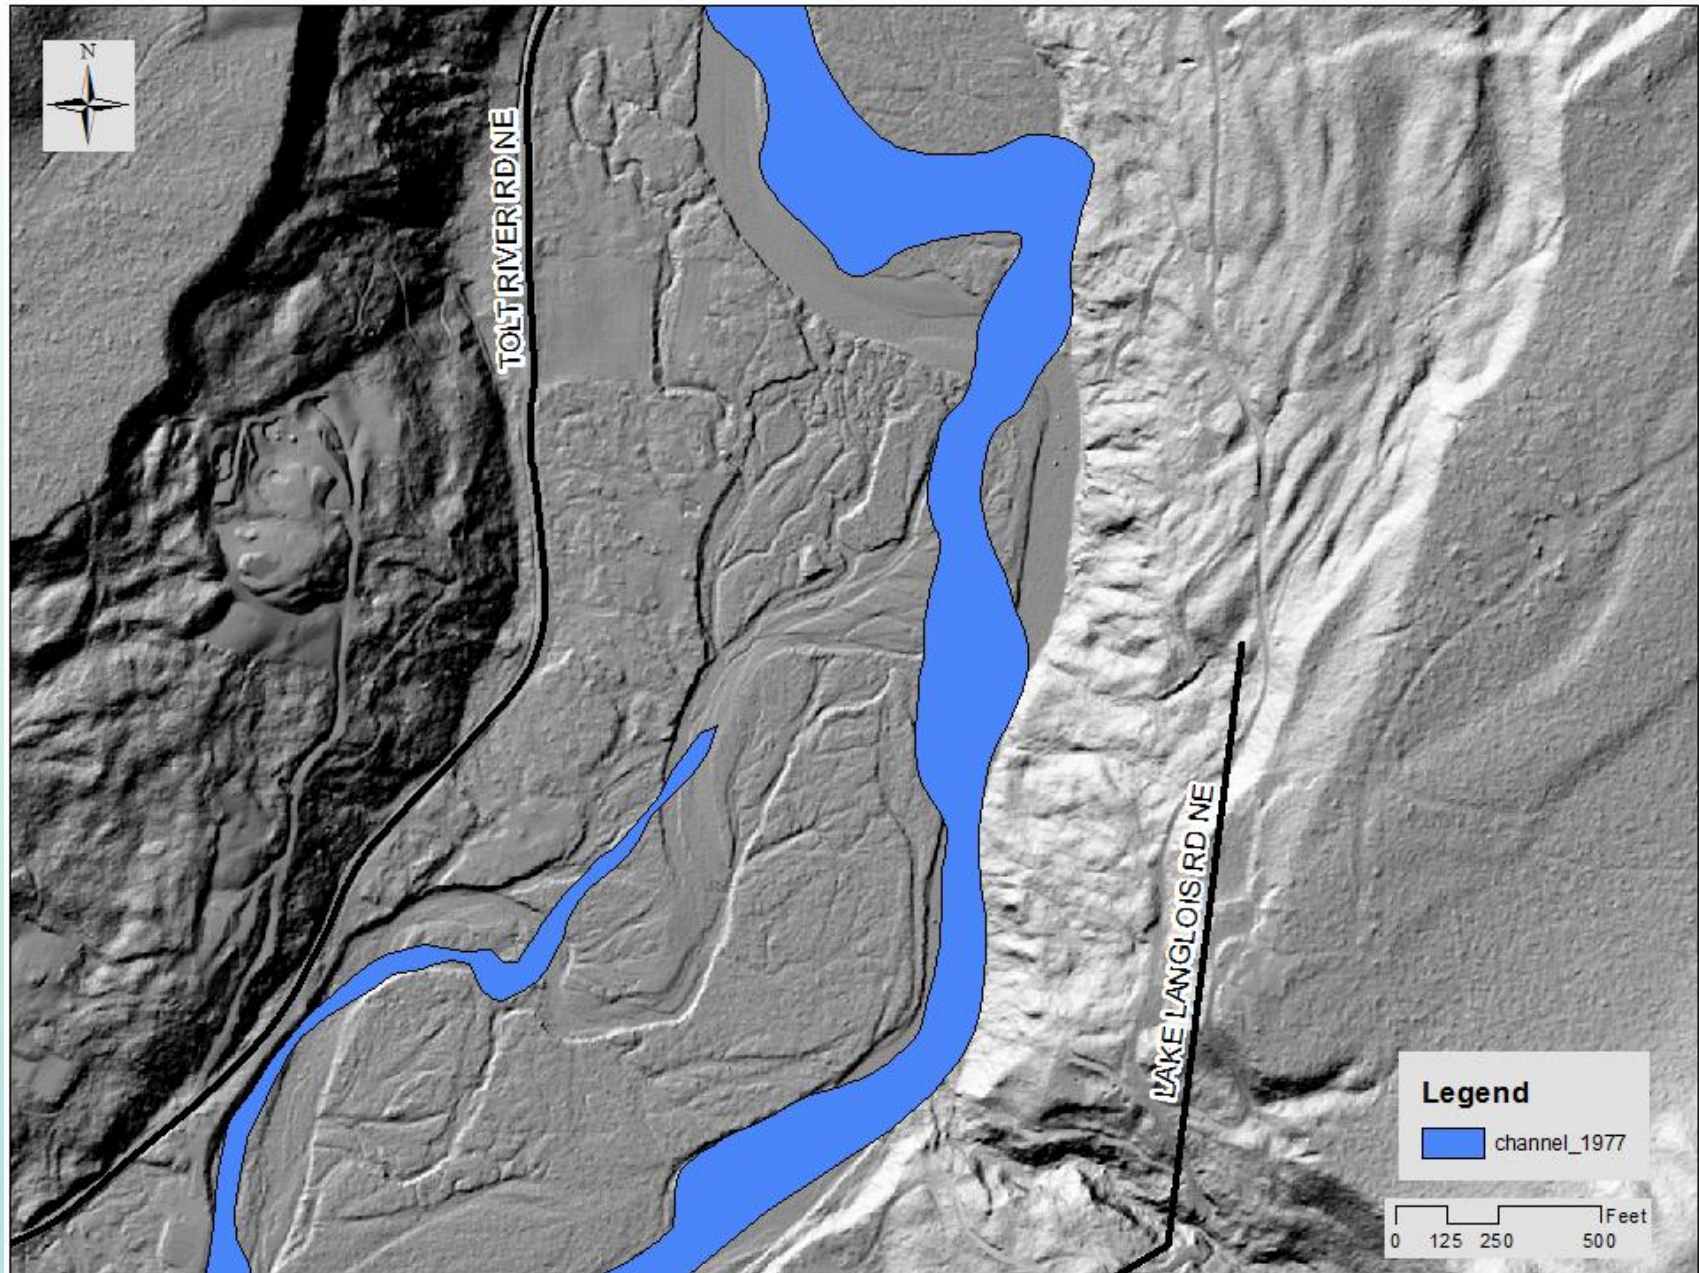 N
TOLT RIVER RD NE
LAKE LANGLOIS RD NE
Legend
channel_1977
Feet
0 125 250 500